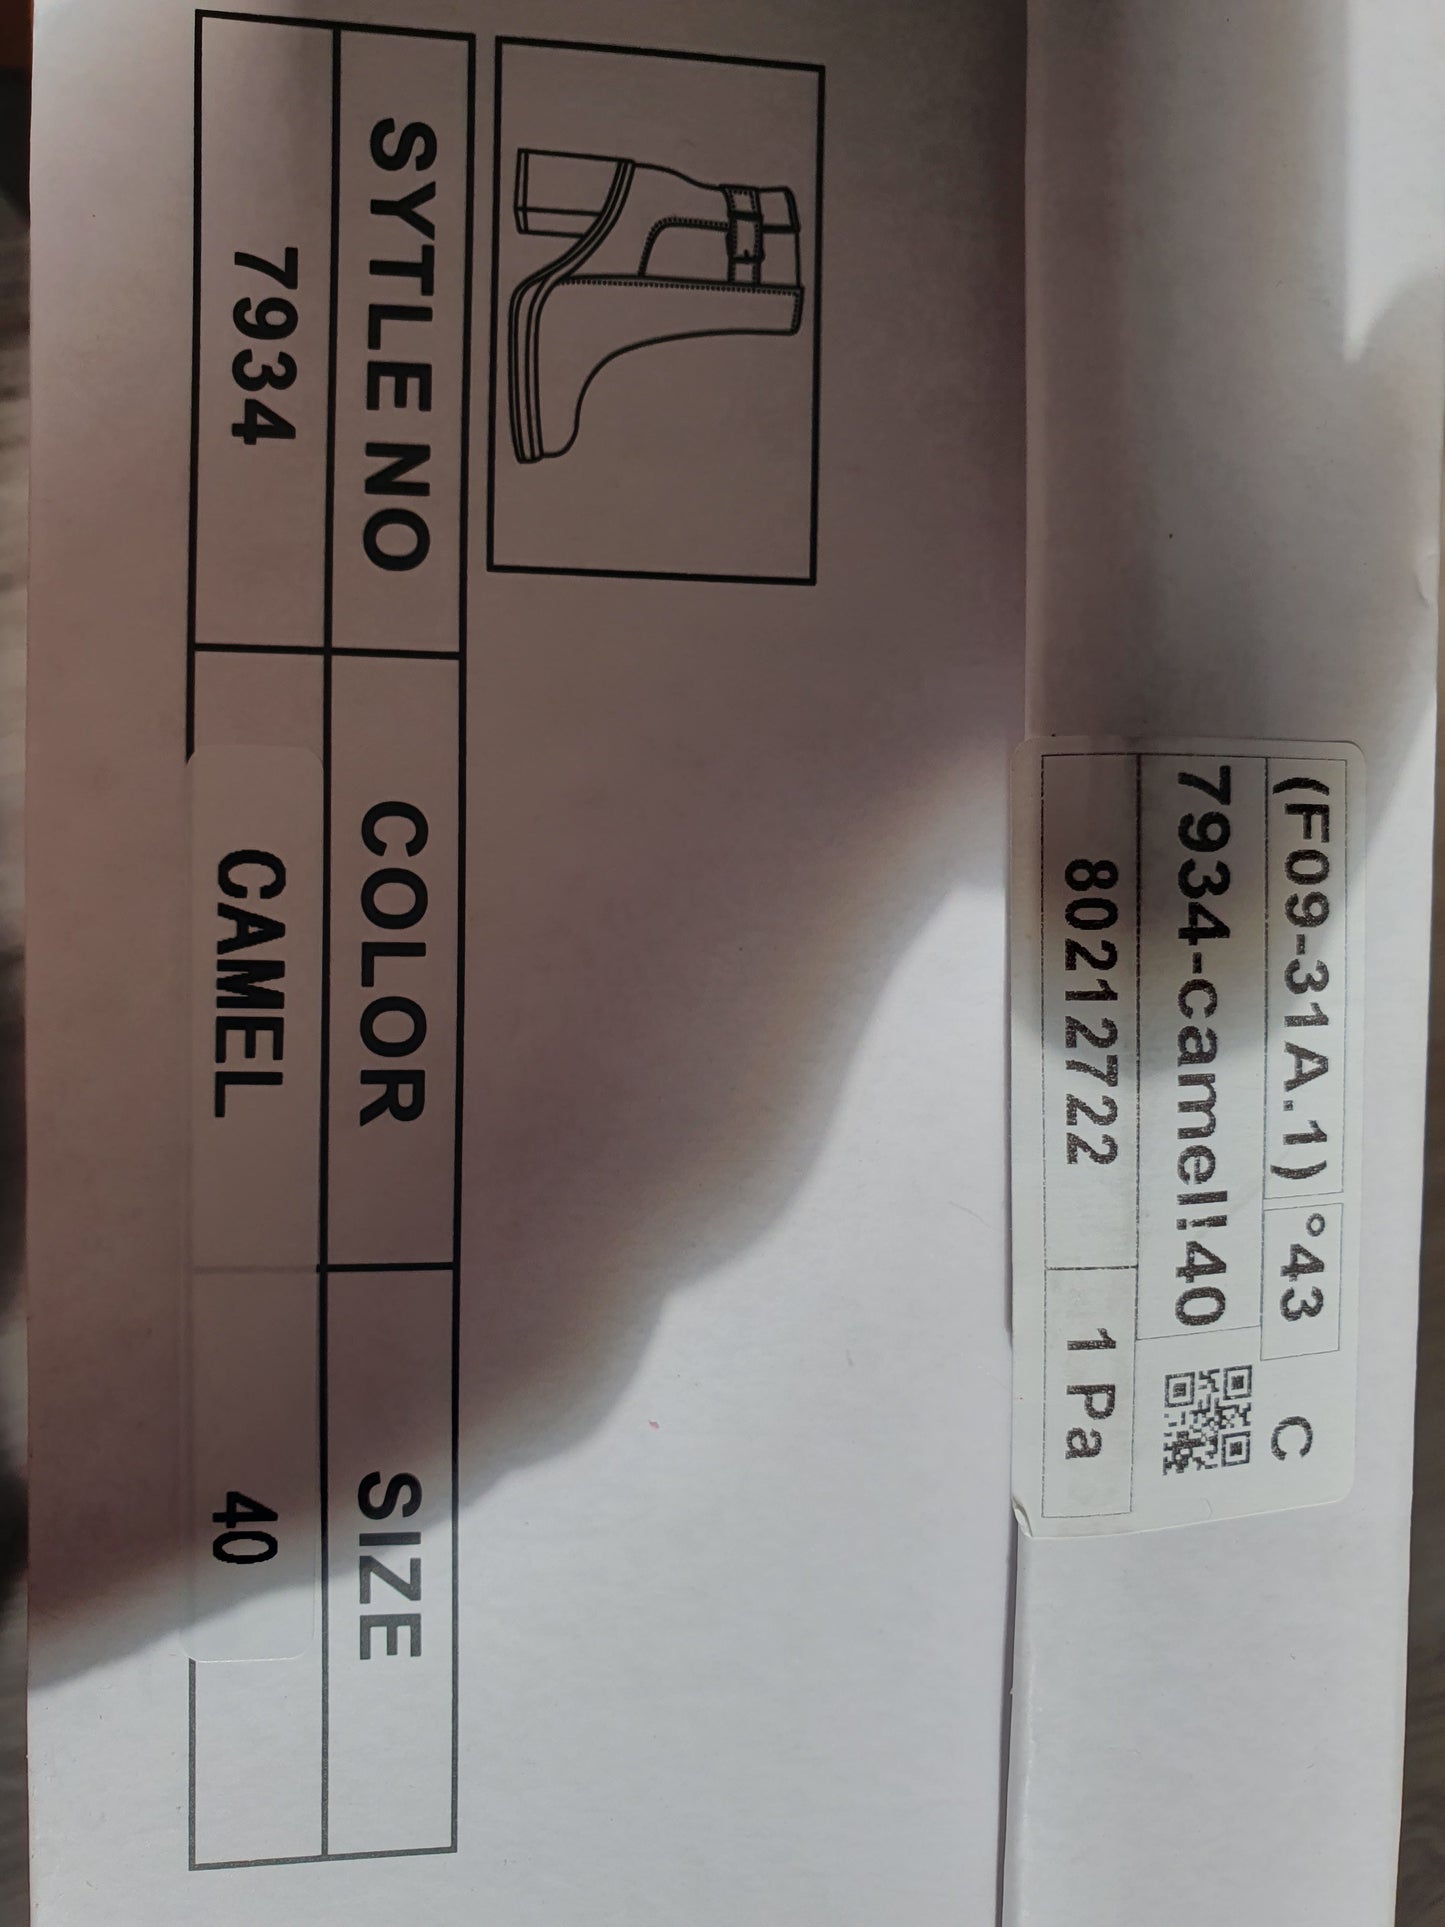 (F09-31A.1) °43 C
7934-camel!40
80212722 1 Pa
SYTLE NO COLOR SIZE
7934 CAMEL 40